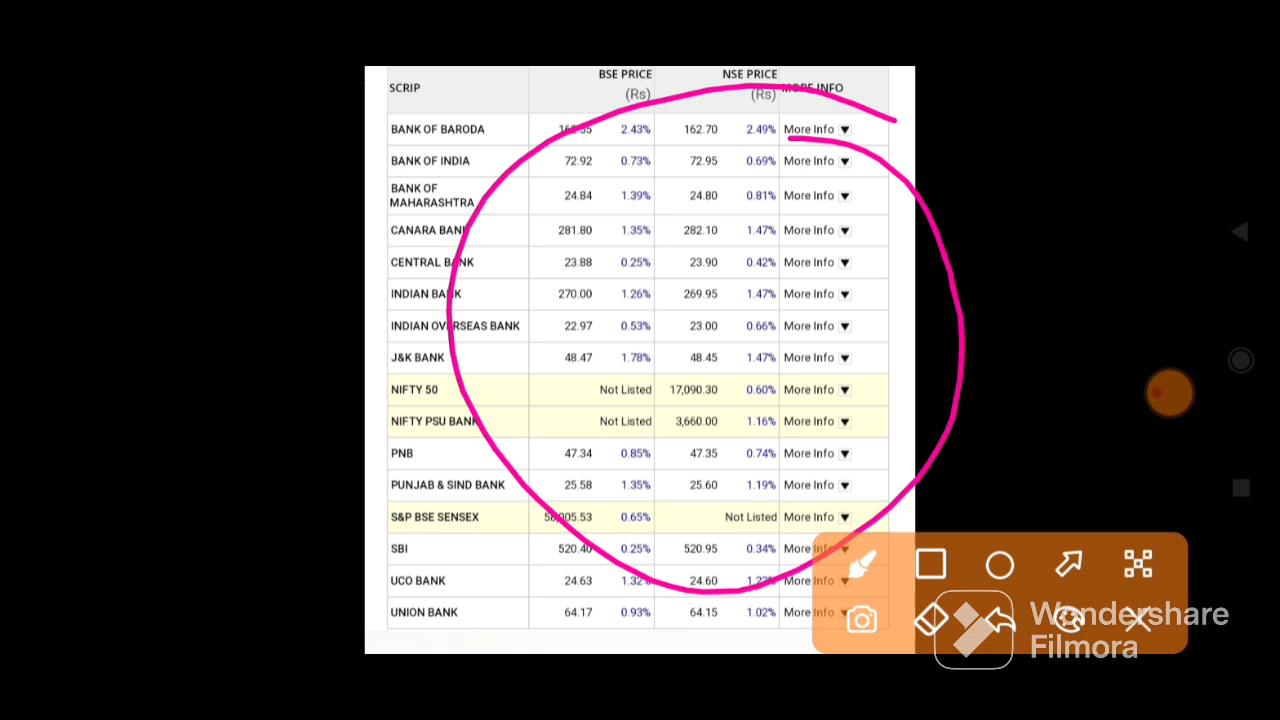 SCRIP BSE PRICE (Rs) NSE PRICE (Rs) MORE INFO
BANK OF BARODA 2.43% 162.70 2.49% More Info
BANK OF INDIA 72.92 0.73% 72.95 0.69% More Info
BANK OF MAHARASHTRA 24.84 1.39% 24.80 0.81% More Info
CANARA BANK 281.80 1.35% 282.10 1.47% More Info
CENTRAL BANK 23.88 0.25% 23.90 0.42% More Info
INDIAN BANK 270.00 1.26% 269.95 1.47% More Info
INDIAN OVERSEAS BANK 22.97 0.53% 23.00 0.66% More Info
J&K BANK 48.47 1.78% 48.45 1.47% More Info
NIFTY 50 Not Listed 17,090.30 0.60% More Info
NIFTY PSU BANK Not Listed 3,660.00 1.16% More Info
PNB 47.34 0.85% 47.35 0.74% More Info
PUNJAB & SIND BANK 25.58 1.35% 25.60 1.19% More Info
S&P BSE SENSEX 0.65% Not Listed More Info
SBI 520.40 0.25% 520.95 0.34% More Info
UCO BANK 24.63 1.32% 24.60 More Info
UNION BANK 64.17 0.93% 64.15 1.02% More Info
Wondershare
Filmora